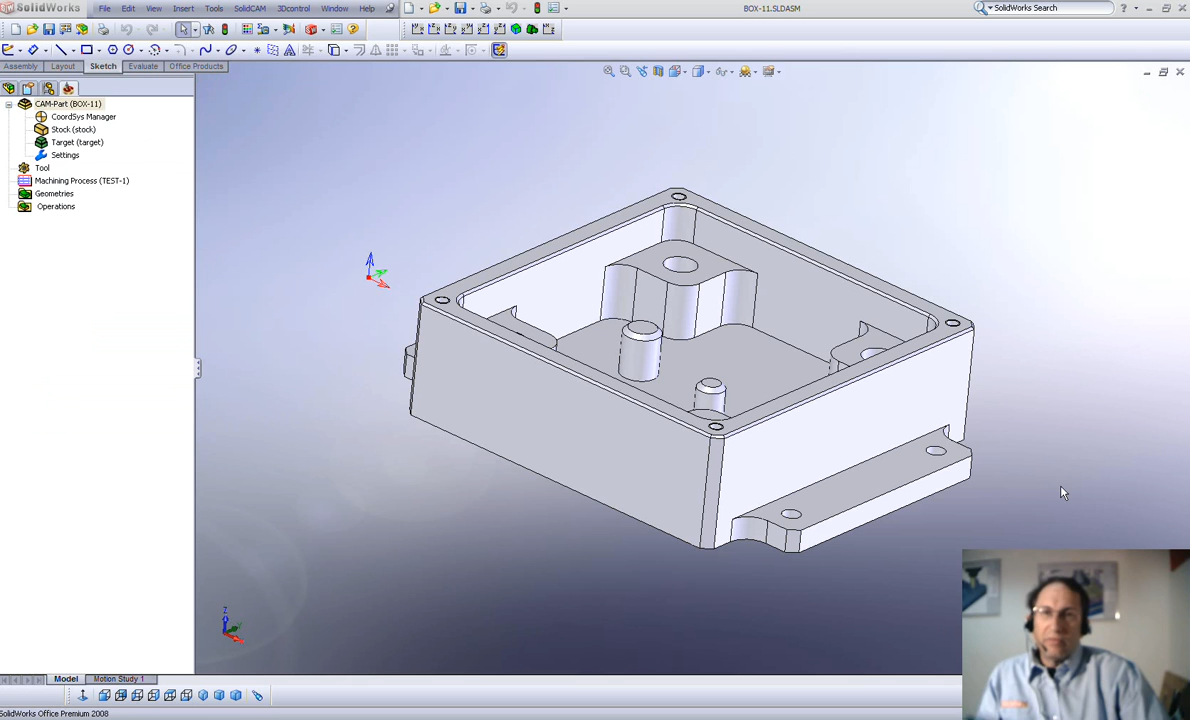 SolidWorks
File Edit View Insert Tools SolidCAM 3Dcontrol Window Help
BOX-11.SLDASM
SolidWorks Search
Assembly Layout Sketch Evaluate Office Products
CAM-Part (BOX-11)
CoordSys Manager
Stock (stock)
Target (target)
Settings
Tool
Machining Process (TEST-1)
Geometries
Operations
Z
Model Motion Study 1
SolidWorks Office Premium 2008